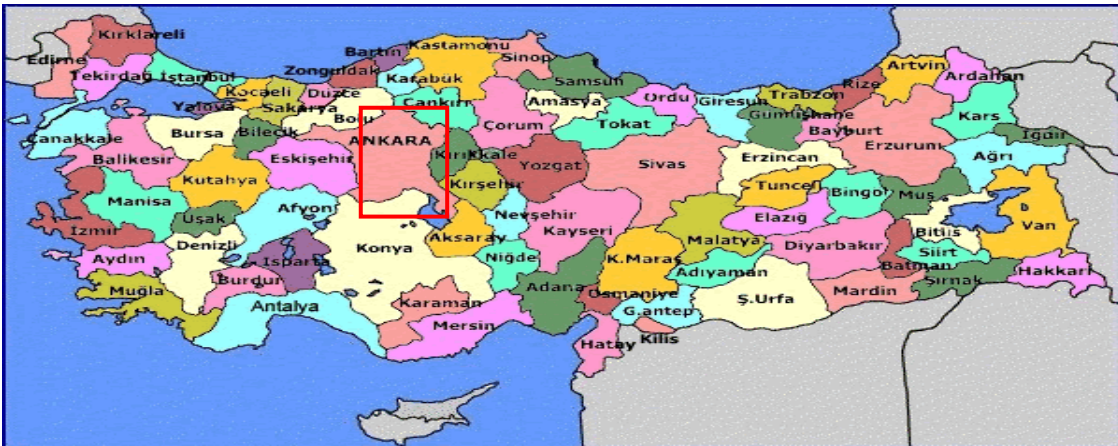 Kırklareli
Edirne
Tekirdağ
İstanbul
Kocaeli
Yalova
Sakarya
Düzce
Zonguldak
Bartın
Karabük
Kastamonu
Sinop
Samsun
Çankırı
Bolu
Amasya
Ordu
Giresun
Trabzon
Rize
Artvin
Ardahan
Kars
Iğdır
Gümüşhane
Bayburt
Erzurum
Ağrı
Çanakkale
Bursa
Bilecik
Balikesir
Eskişehir
ANKARA
Kırıkkale
Çorum
Tokat
Yozgat
Sivas
Erzincan
Kutahya
Kırşehir
Tunceli
Bingöl
Muş
Manisa
Uşak
Afyon
Nevşehir
Kayseri
Malatya
Elazığ
Bitlis
Van
İzmir
Denizli
Isparta
Konya
Aksaray
Niğde
K.Maraş
Adıyaman
Diyarbakır
Batman
Siirt
Şırnak
Hakkari
Aydın
Muğla
Burdur
Antalya
Karaman
Mersin
Adana
Osmaniye
G.antep
Ş.Urfa
Mardin
Hatay
Kilis